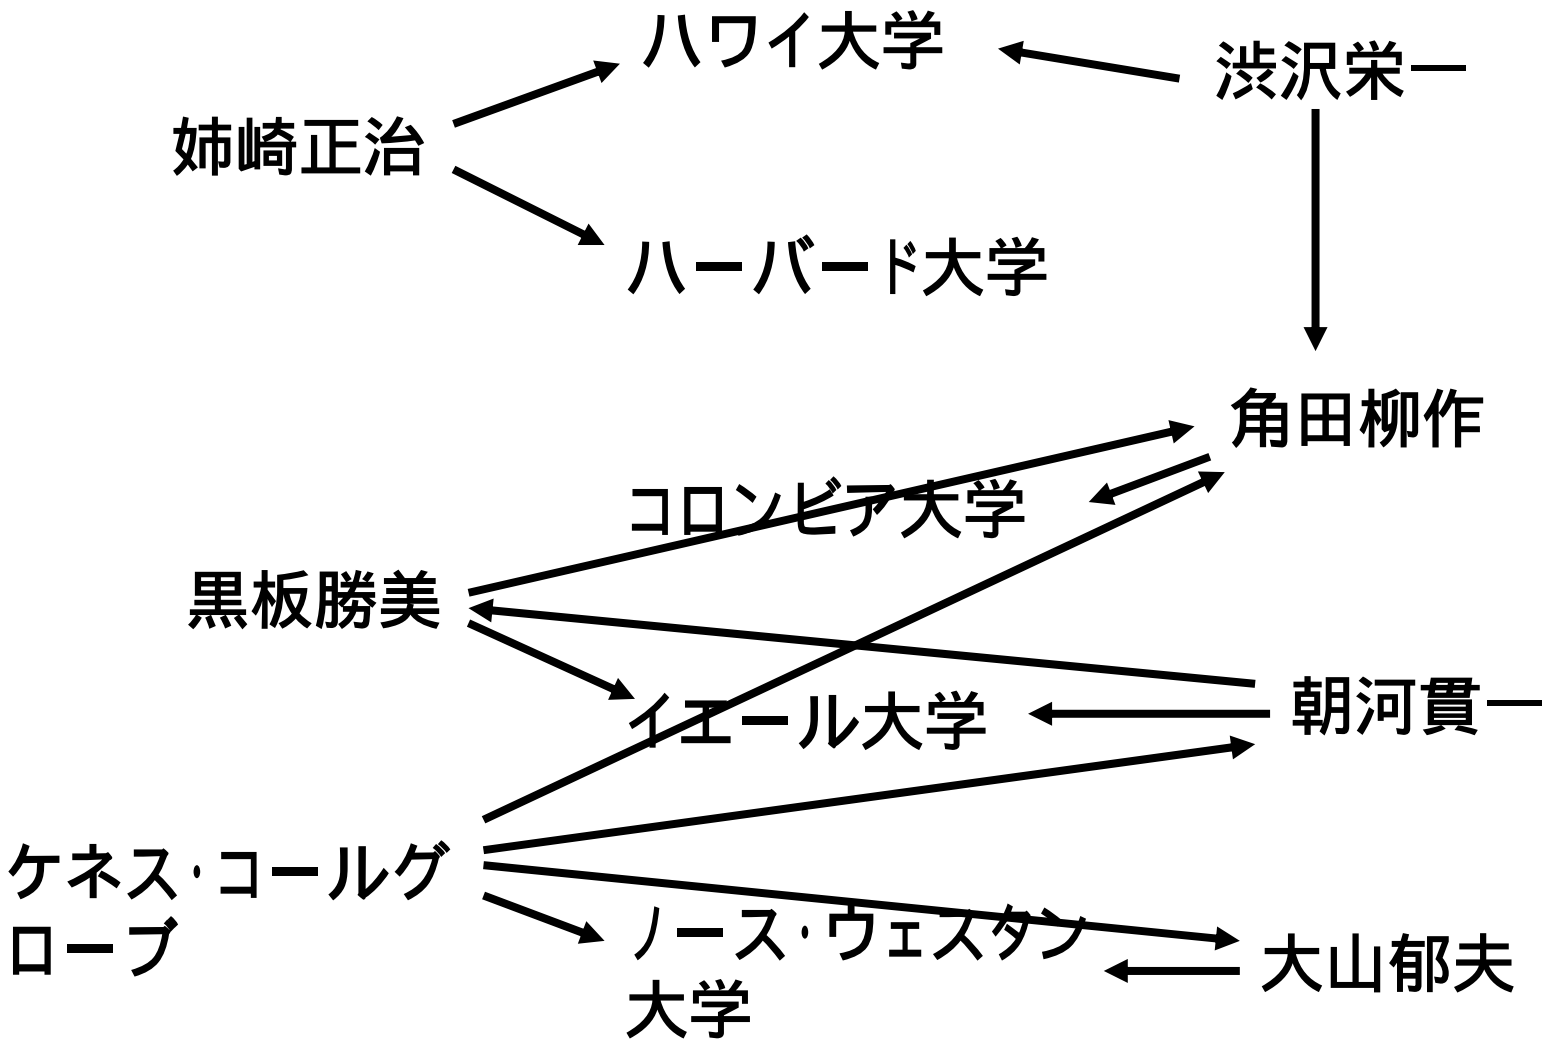 ハワイ大学
渋沢栄一
姉崎正治
ハーバード大学
角田柳作
コロンビア大学
黒板勝美
イエール大学
朝河貫一
ケネス・コールグ
ローブ
ノース・ウェスタン
大学
大山郁夫